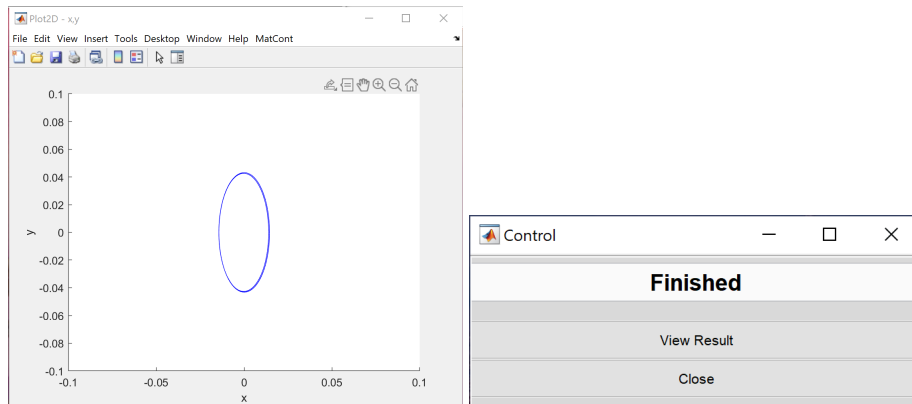 Plot2D - x,y
File Edit View Insert Tools Desktop Window Help MatCont
0.1
0.08
0.06
0.04
0.02
0
-0.02
-0.04
-0.06
-0.08
-0.1
y
-0.1 -0.05 0 0.05 0.1
x
Control
Finished
View Result
Close